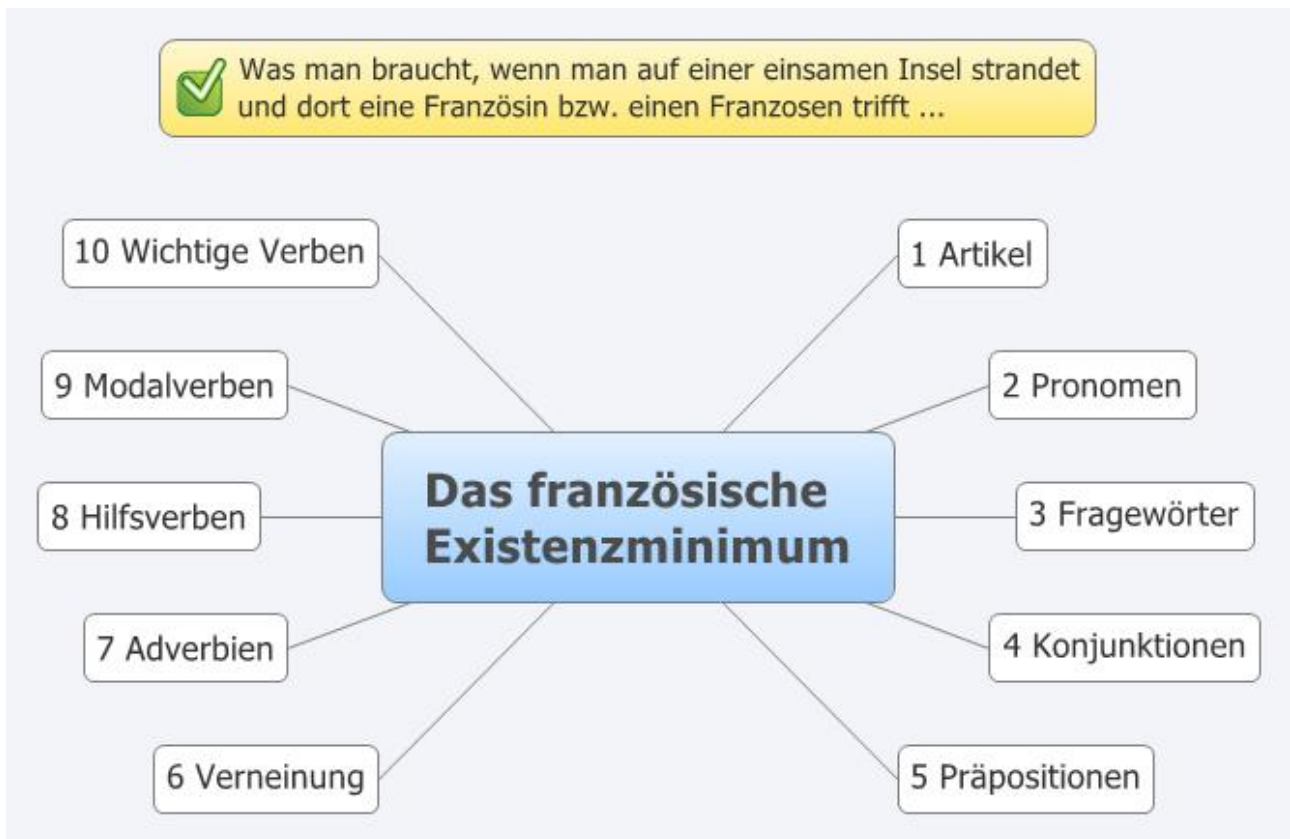 Was man braucht, wenn man auf einer einsamen Insel strandet
und dort eine Französin bzw. einen Franzosen trifft ...
10 Wichtige Verben
1 Artikel
9 Modalverben
2 Pronomen
Das französische
Existenzminimum
8 Hilfsverben
3 Fragewörter
7 Adverbien
4 Konjunktionen
6 Verneinung
5 Präpositionen